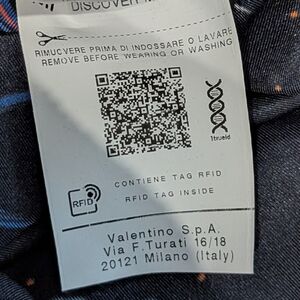 DISCOVER
RIMUOVERE PRIMA DI INDOSSARE O LAVARE
REMOVE BEFORE WEARING OR WASHING
1trueid
CONTIENE TAG RFID
RFID TAG INSIDE
RFID
Valentino S.p.A.
Via F.Turati 16/18
20121 Milano (Italy)